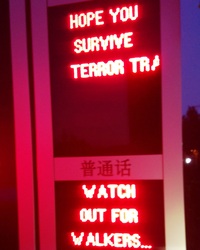 HOPE YOU
SURVIVE
TERROR TRA
普通话
WATCH
OUT FOR
WALKERS...